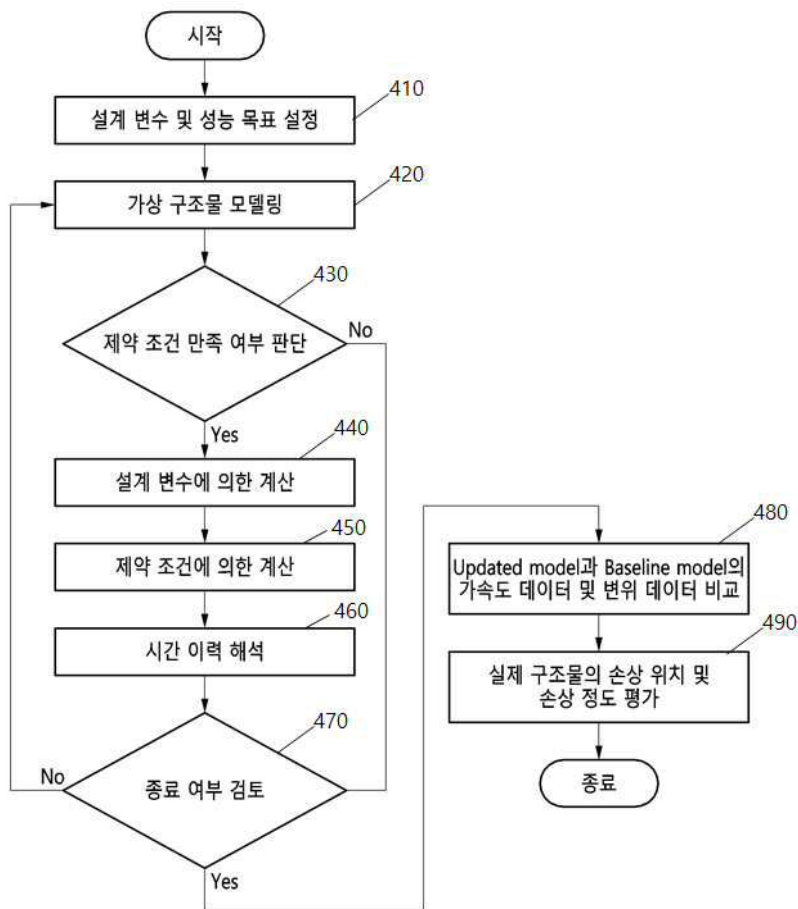 시작
410
설계 변수 및 성능 목표 설정
420
가상 구조물 모델링
430
제약 조건 만족 여부 판단
No
Yes
440
설계 변수에 의한 계산
450
제약 조건에 의한 계산
460
시간 이력 해석
470
종료 여부 검토
No
Yes
480
Updated model과 Baseline model의
가속도 데이터 및 변위 데이터 비교
490
실제 구조물의 손상 위치 및
손상 정도 평가
종료